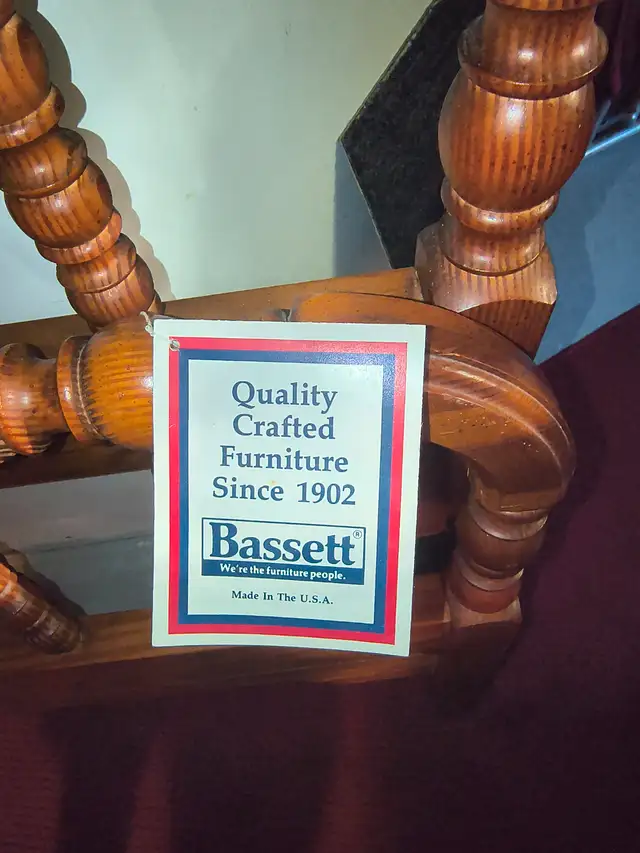 Quality
Crafted
Furniture
Since 1902
Bassett®
We're the furniture people.
Made In The U.S.A.